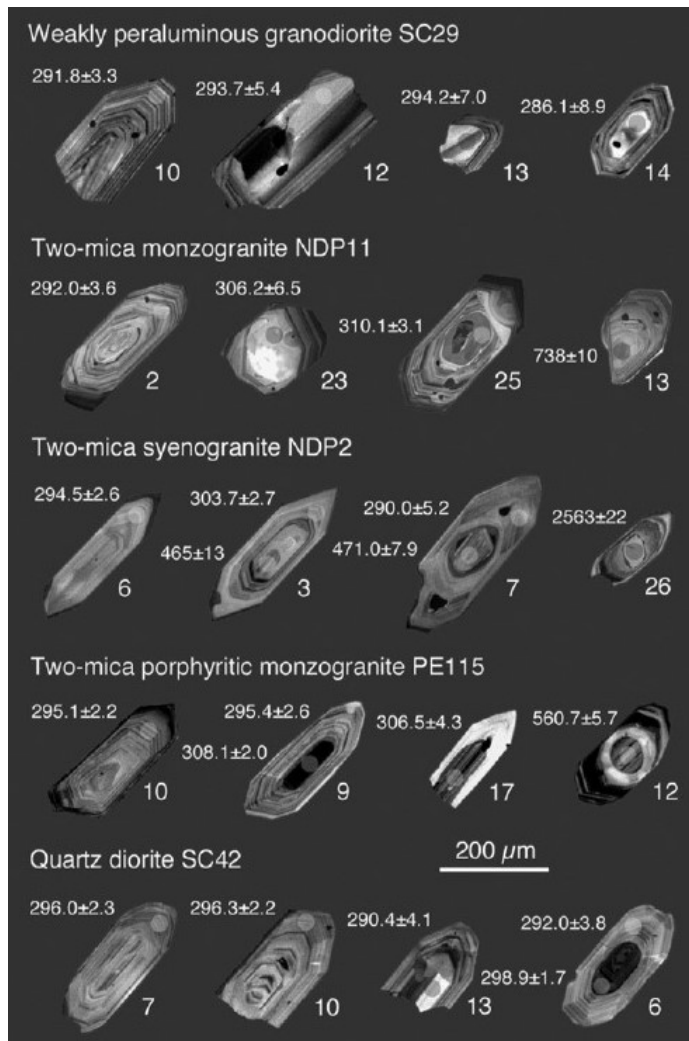 Weakly peraluminous granodiorite SC29
291.8±3.3 293.7±5.4 294.2±7.0 286.1±8.9
10 12 13 14
Two-mica monzogranite NDP11
292.0±3.6 306.2±6.5 310.1±3.1 738±10
2 23 25 13
Two-mica syenogranite NDP2
294.5±2.6 303.7±2.7 290.0±5.2 2563±22
465±13 471.0±7.9
6 3 7 26
Two-mica porphyritic monzogranite PE115
295.1±2.2 295.4±2.6 306.5±4.3 560.7±5.7
308.1±2.0
10 9 17 12
Quartz diorite SC42
200 µm
296.0±2.3 296.3±2.2 290.4±4.1 292.0±3.8
298.9±1.7
7 10 13 6